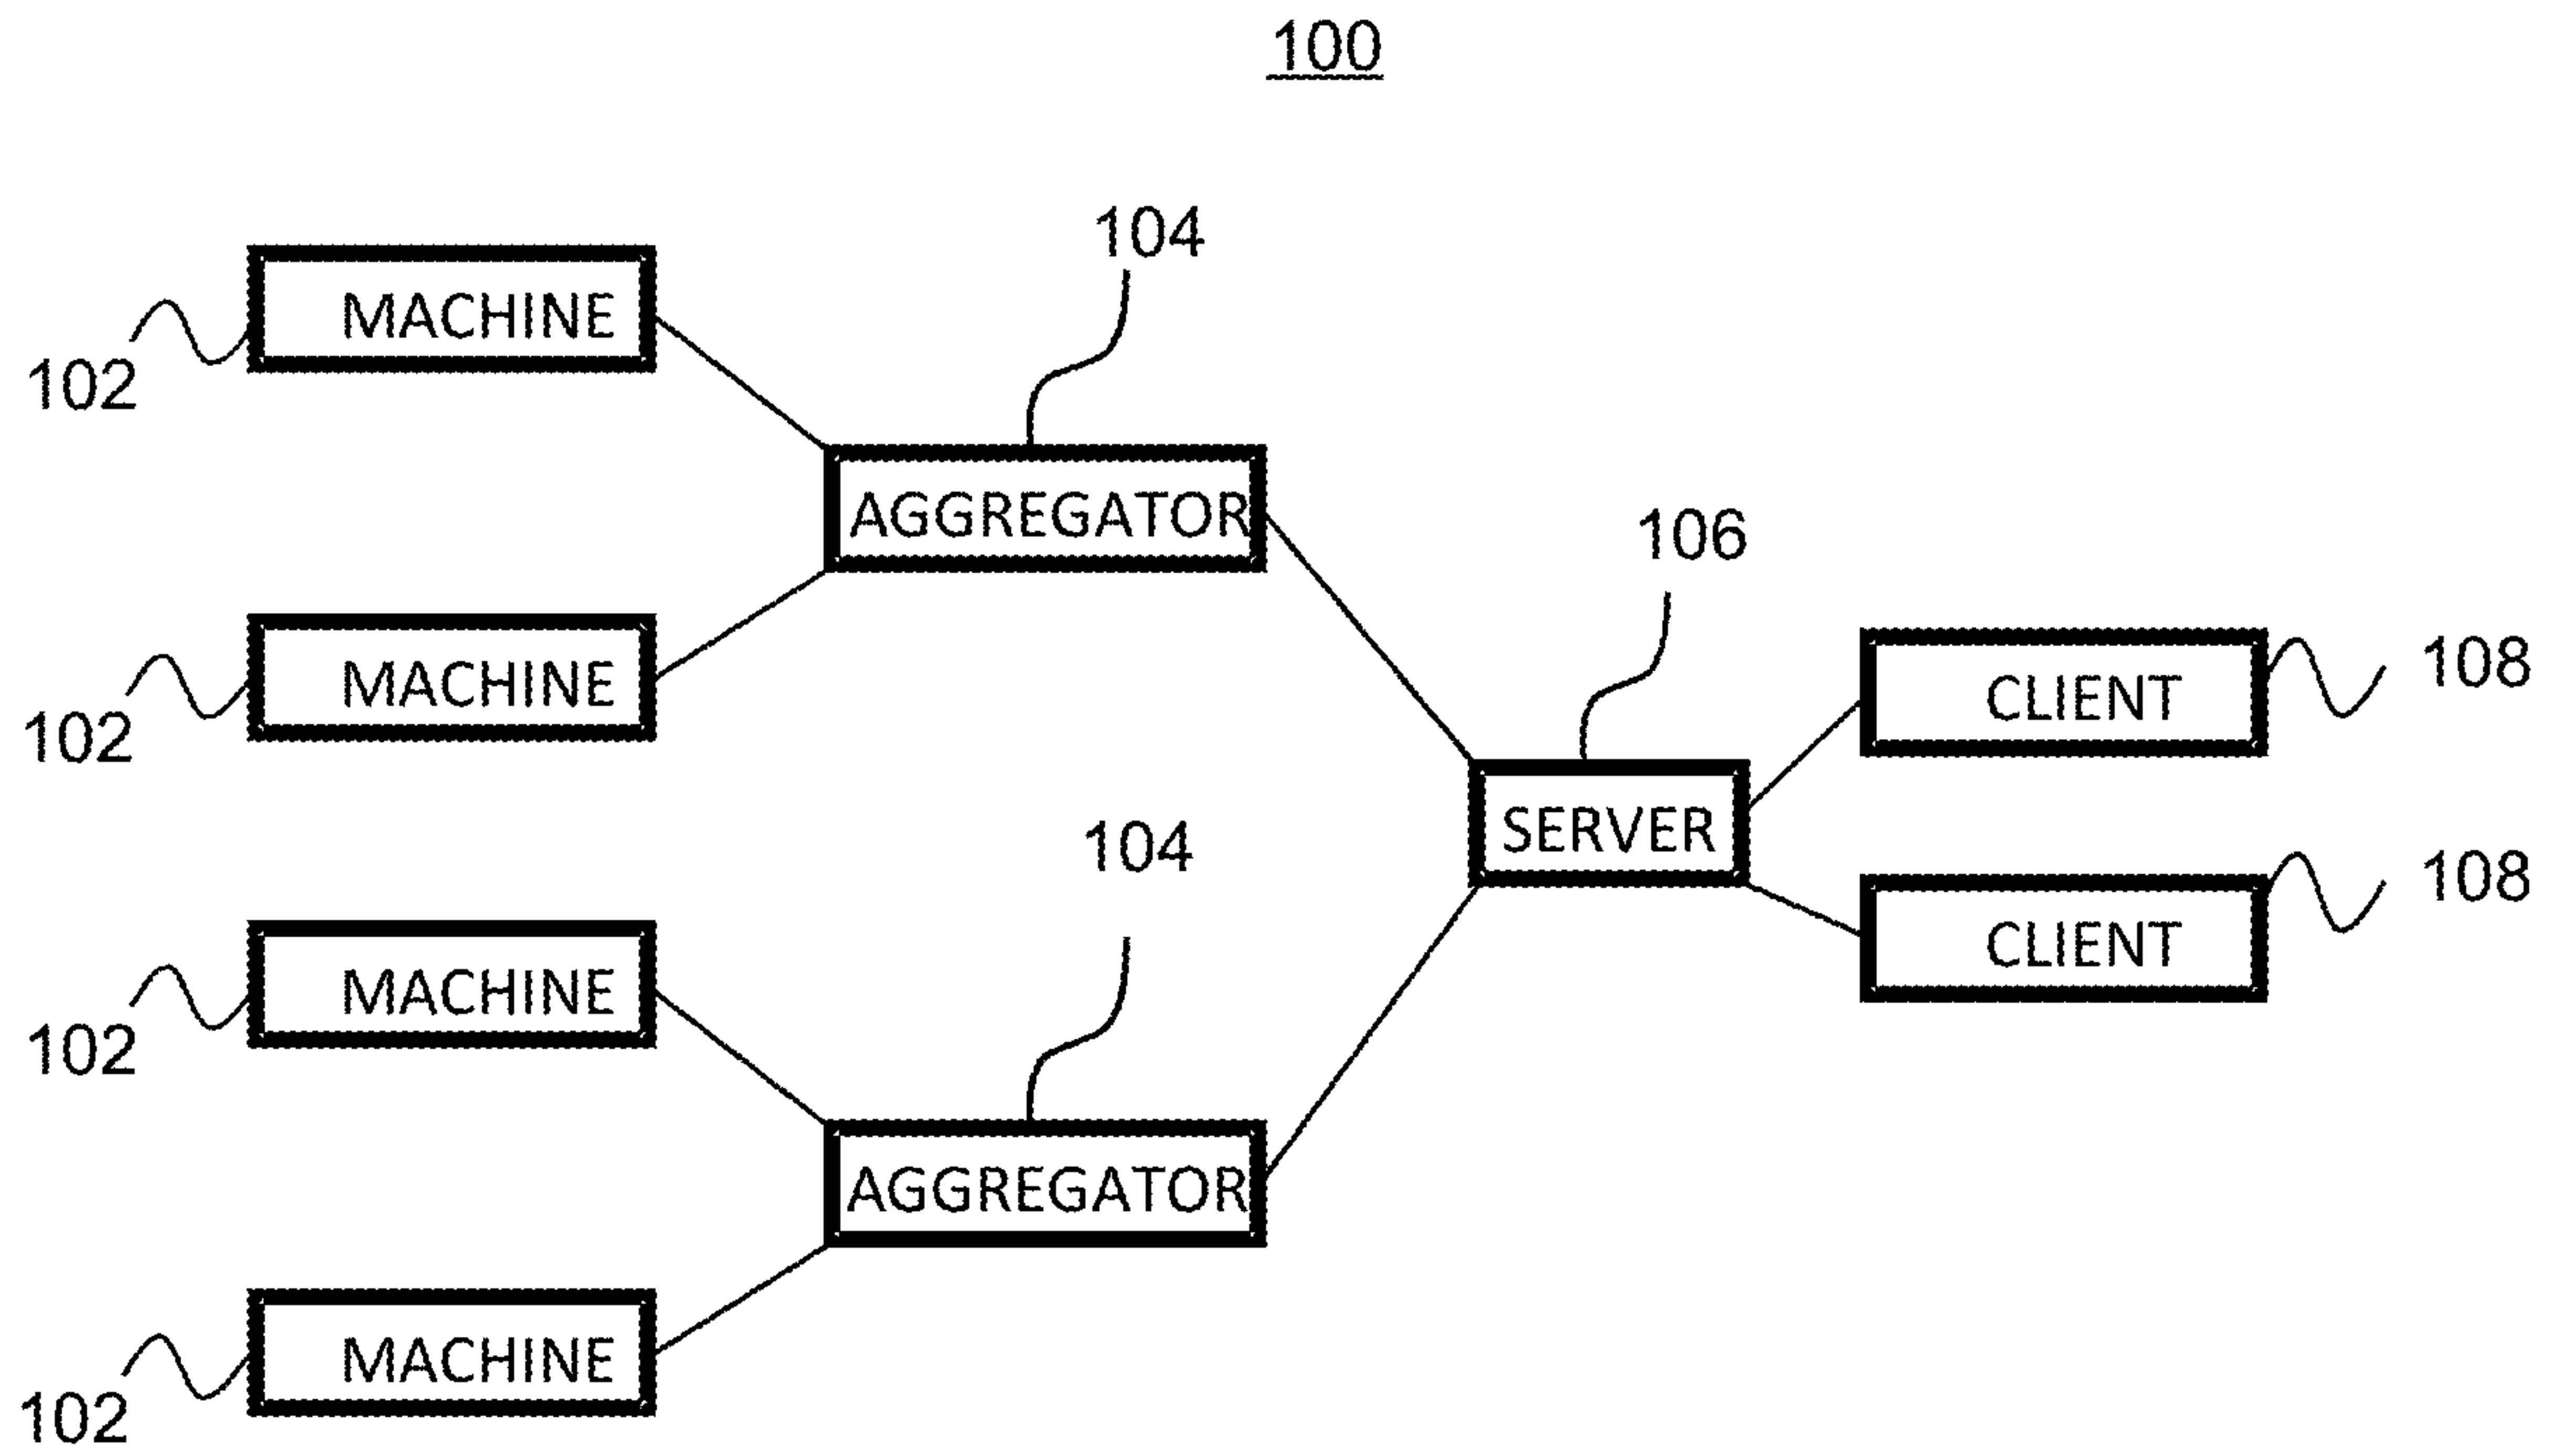 100
104
MACHINE
102
AGGREGATOR
106
MACHINE
102
CLIENT
108
SERVER
104
CLIENT
108
MACHINE
102
AGGREGATOR
MACHINE
102